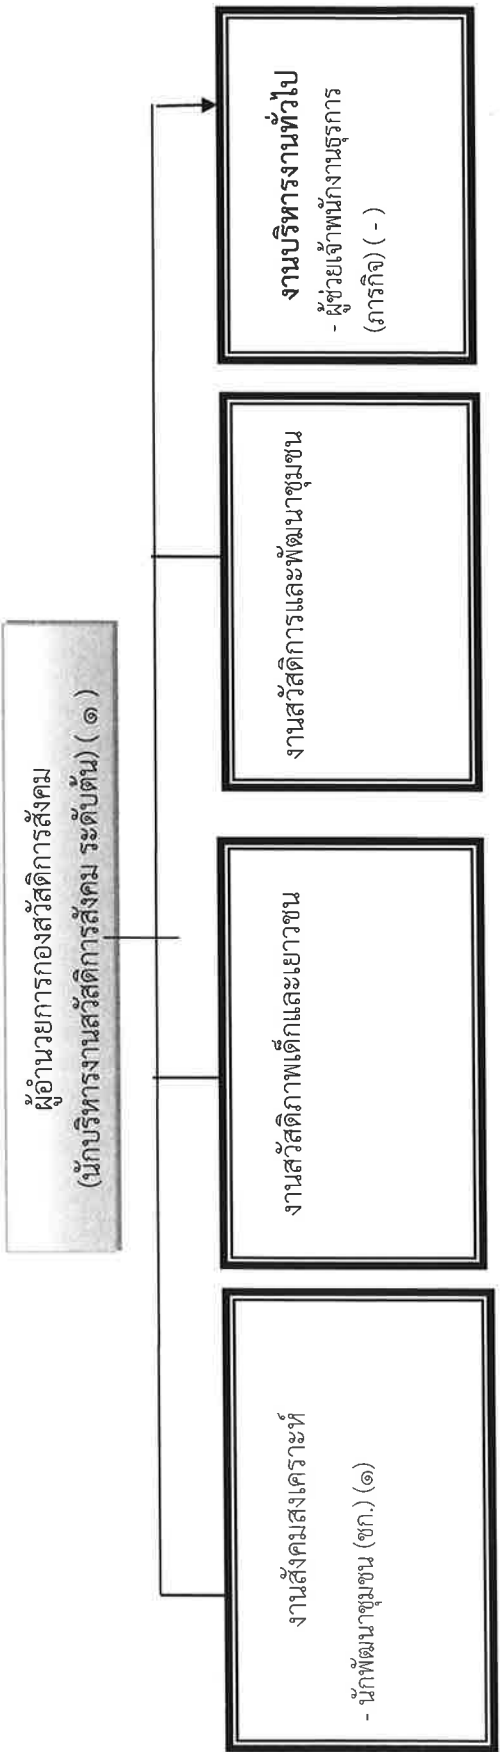 ผู้อำนวยการกองสวัสดิการสังคม
(นักบริหารงานสวัสดิการสังคม ระดับต้น) ( ๑ )
งานสังคมสงเคราะห์
- นักพัฒนาชุมชน (ชก.) (๑)
งานสวัสดิภาพเด็กและเยาวชน
งานสวัสดิการและพัฒนาชุมชน
งานบริหารงานทั่วไป
- ผู้ช่วยเจ้าพนักงานธุรการ
(ภารกิจ) ( - )